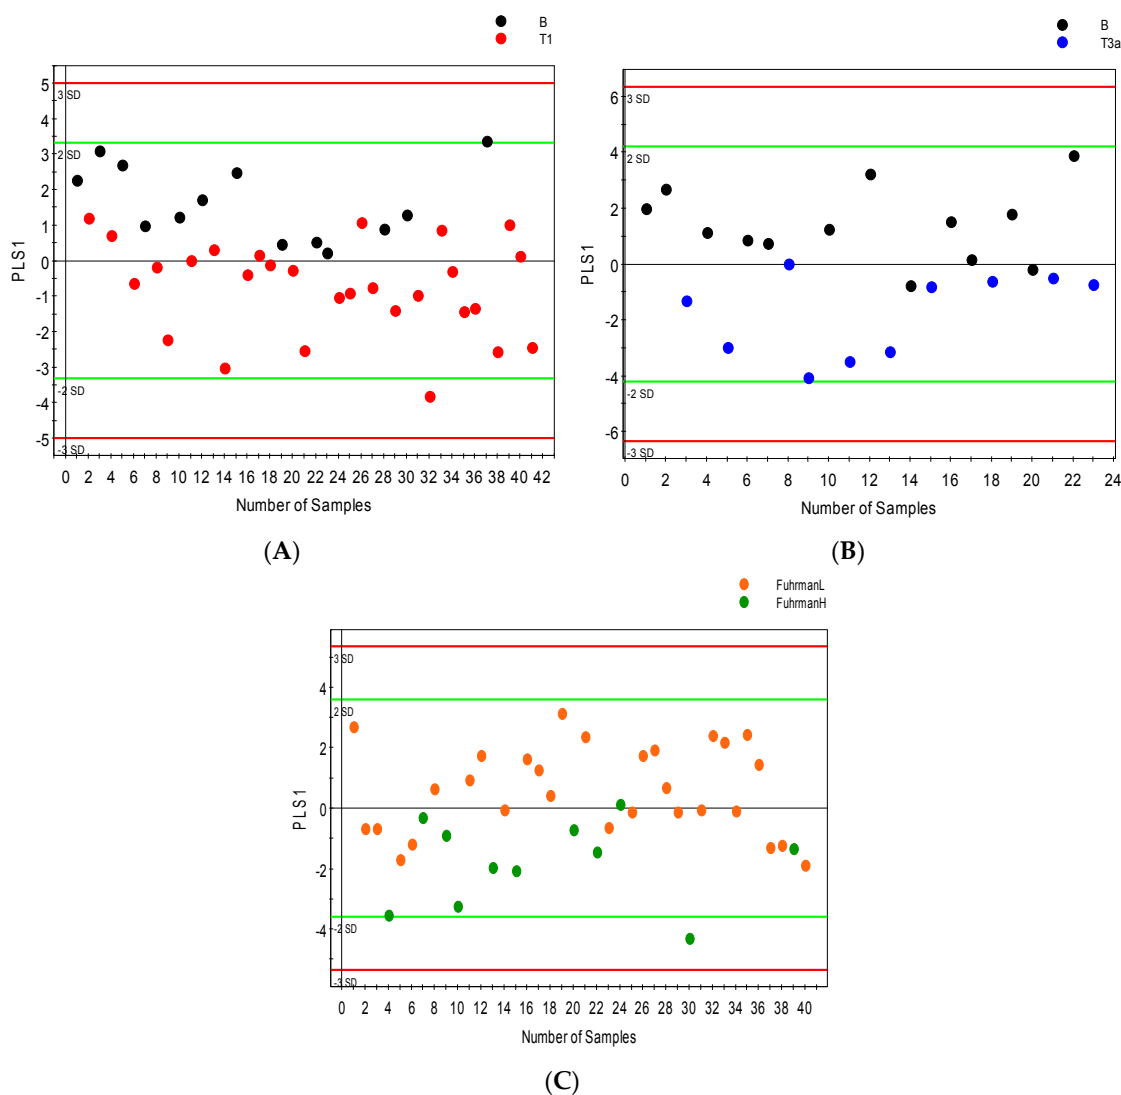 B
T1
5
4
3
2
1
0
-1
-2
-3
-4
-5
3 SD
2 SD
-2 SD
-3 SD
PLS1
0 2 4 6 8 10 12 14 16 18 20 22 24 26 28 30 32 34 36 38 40 42
Number of Samples
(A)
B
T3a
6
4
2
0
-2
-4
-6
3 SD
2 SD
-2 SD
-3 SD
PLS1
0 2 4 6 8 10 12 14 16 18 20 22 24
Number of Samples
(B)
FuhrmanL
FuhrmanH
4
2
0
-2
-4
3 SD
2 SD
-2 SD
-3 SD
PLS1
0 2 4 6 8 10 12 14 16 18 20 22 24 26 28 30 32 34 36 38 40
Number of Samples
(C)